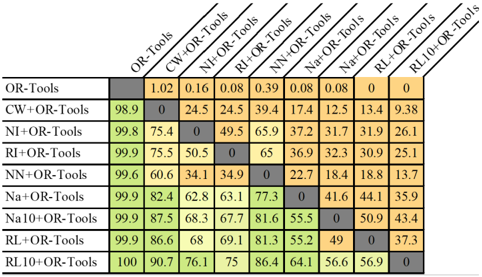 OR-Tools
CW+OR-Tools
NI+OR-Tools
RI+OR-Tools
NN+OR-Tools
Na+OR-Tools
Na+OR-Tools
RL+OR-Tools
RL10+OR-Tools
OR-Tools 1.02 0.16 0.08 0.39 0.08 0.08 0 0
CW+OR-Tools 98.9 0 24.5 24.5 39.4 17.4 12.5 13.4 9.38
NI+OR-Tools 99.8 75.4 0 49.5 65.9 37.2 31.7 31.9 26.1
RI+OR-Tools 99.9 75.5 50.5 0 65 36.9 32.3 30.9 25.1
NN+OR-Tools 99.6 60.6 34.1 34.9 0 22.7 18.4 18.8 13.7
Na+OR-Tools 99.9 82.4 62.8 63.1 77.3 0 41.6 44.1 35.9
Na10+OR-Tools 99.9 87.5 68.3 67.7 81.6 55.5 0 50.9 43.4
RL+OR-Tools 99.9 86.6 68 69.1 81.3 55.2 49 0 37.3
RL10+OR-Tools 100 90.7 76.1 75 86.4 64.1 56.6 56.9 0